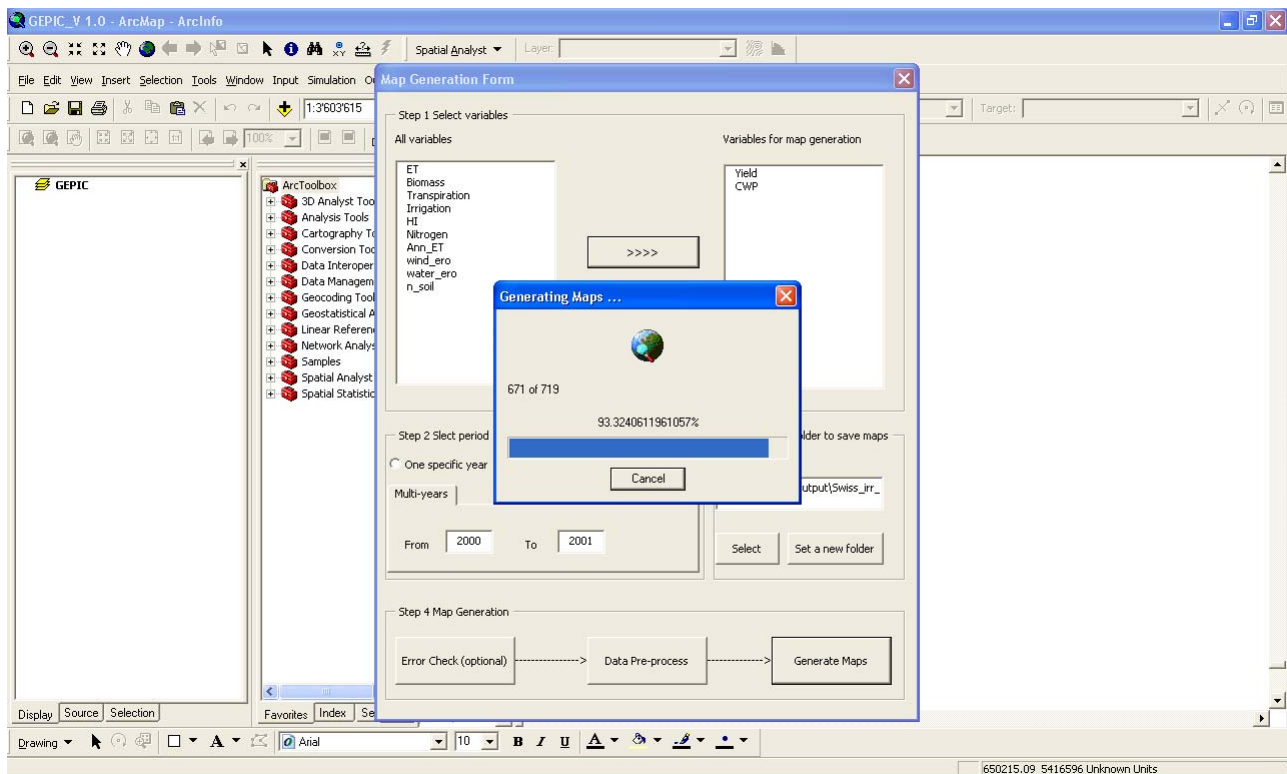 GEPIC_V 1.0 - ArcMap - ArcInfo
Spatial Analyst
Layer:
File Edit View Insert Selection Tools Window Input Simulation
Map Generation Form
1:3'603'615
Target:
100%
GEPIC
ArcToolbox
3D Analyst Too
Analysis Tools
Cartography To
Conversion Too
Data Interoper
Data Managem
Geocoding Tool
Geostatistical A
Linear Referen
Network Analys
Samples
Spatial Analyst
Spatial Statistic
Step 1 Select variables
All variables
Variables for map generation
ET
Biomass
Transpiration
Irrigation
HI
Nitrogen
Ann_ET
wind_ero
water_ero
n_soil
>>>>
Yield
CWP
Generating Maps ...
671 of 719
93.3240611961057%
Cancel
Step 2 Slect period
One specific year
Multi-years
From 2000 To 2001
lder to save maps
utput\Swiss_irr_
Select
Set a new folder
Step 4 Map Generation
Error Check (optional)
--------------->
Data Pre-process
------------->
Generate Maps
Display Source Selection
Favorites Index Se
Drawing
A
Arial
10
B I U A
650215.09 5416596 Unknown Units